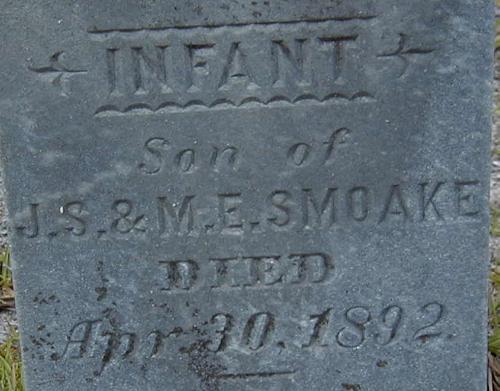 INFANT
Son of
J.S.&M.E.SMOAKE
DIED
Apr. 30, 1892.